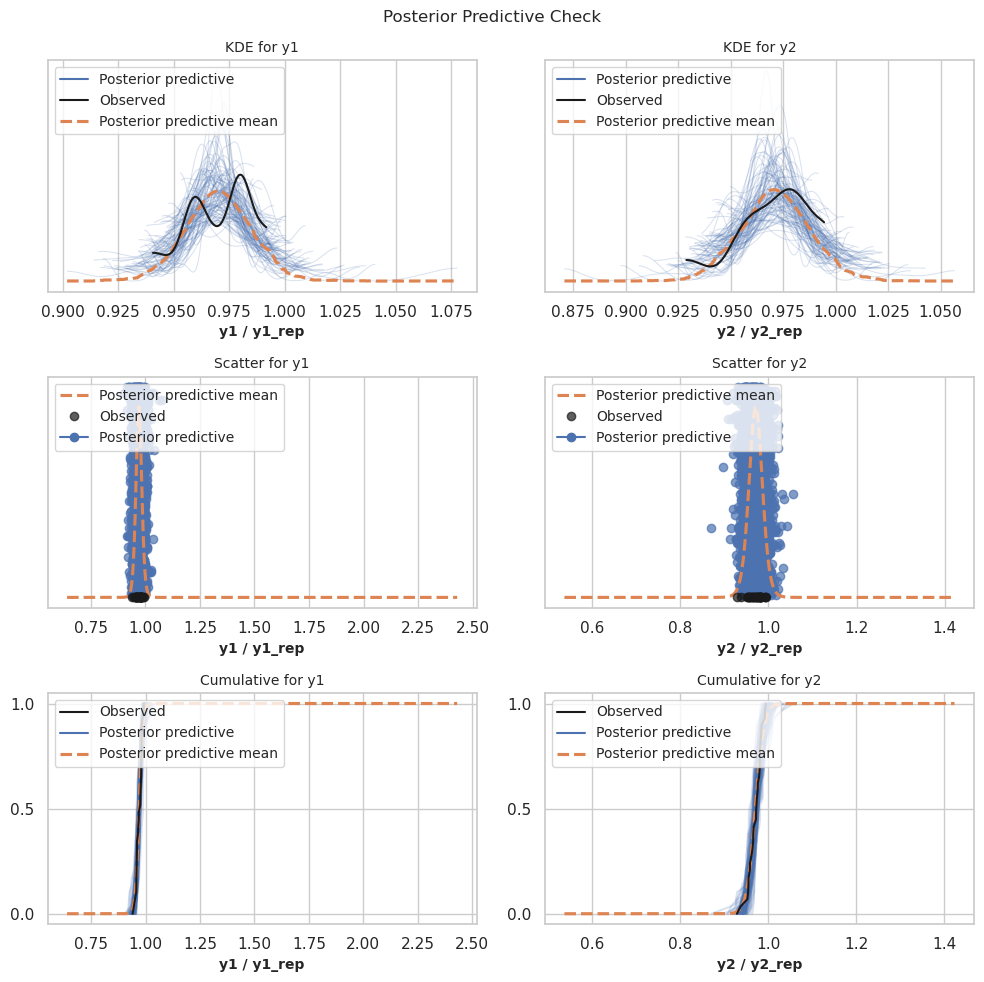 Posterior Predictive Check
KDE for y1
Posterior predictive
Observed
Posterior predictive mean
0.900 0.925 0.950 0.975 1.000 1.025 1.050 1.075
y1 / y1_rep
KDE for y2
Posterior predictive
Observed
Posterior predictive mean
0.875 0.900 0.925 0.950 0.975 1.000 1.025 1.050
y2 / y2_rep
Scatter for y1
Posterior predictive mean
Observed
Posterior predictive
0.75 1.00 1.25 1.50 1.75 2.00 2.25 2.50
y1 / y1_rep
Scatter for y2
Posterior predictive mean
Observed
Posterior predictive
0.6 0.8 1.0 1.2 1.4
y2 / y2_rep
Cumulative for y1
Observed
Posterior predictive
Posterior predictive mean
1.0
0.5
0.0
0.75 1.00 1.25 1.50 1.75 2.00 2.25 2.50
y1 / y1_rep
Cumulative for y2
Observed
Posterior predictive
Posterior predictive mean
1.0
0.5
0.0
0.6 0.8 1.0 1.2 1.4
y2 / y2_rep